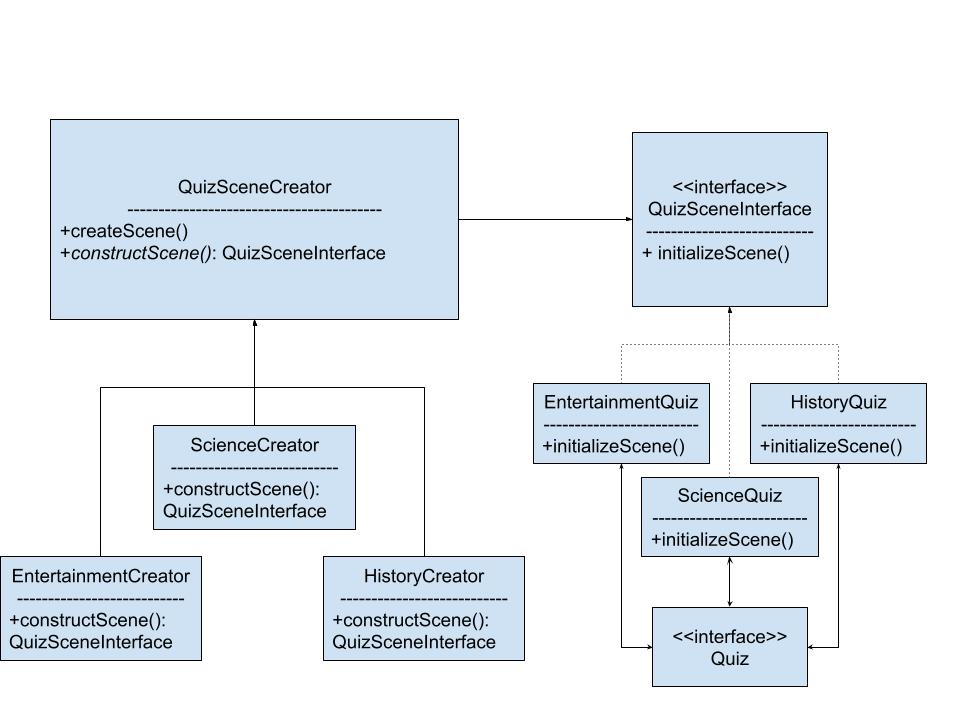 QuizSceneCreator
-----------------------------------------
+createScene()
+constructScene(): QuizSceneInterface
<<interface>>
QuizSceneInterface
---------------------------
+ initializeScene()
EntertainmentQuiz
-------------------------
+initializeScene()
HistoryQuiz
-------------------------
+initializeScene()
ScienceCreator
---------------------------
+constructScene():
QuizSceneInterface
ScienceQuiz
-------------------------
+initializeScene()
EntertainmentCreator
---------------------------
+constructScene():
QuizSceneInterface
HistoryCreator
---------------------------
+constructScene():
QuizSceneInterface
<<interface>>
Quiz